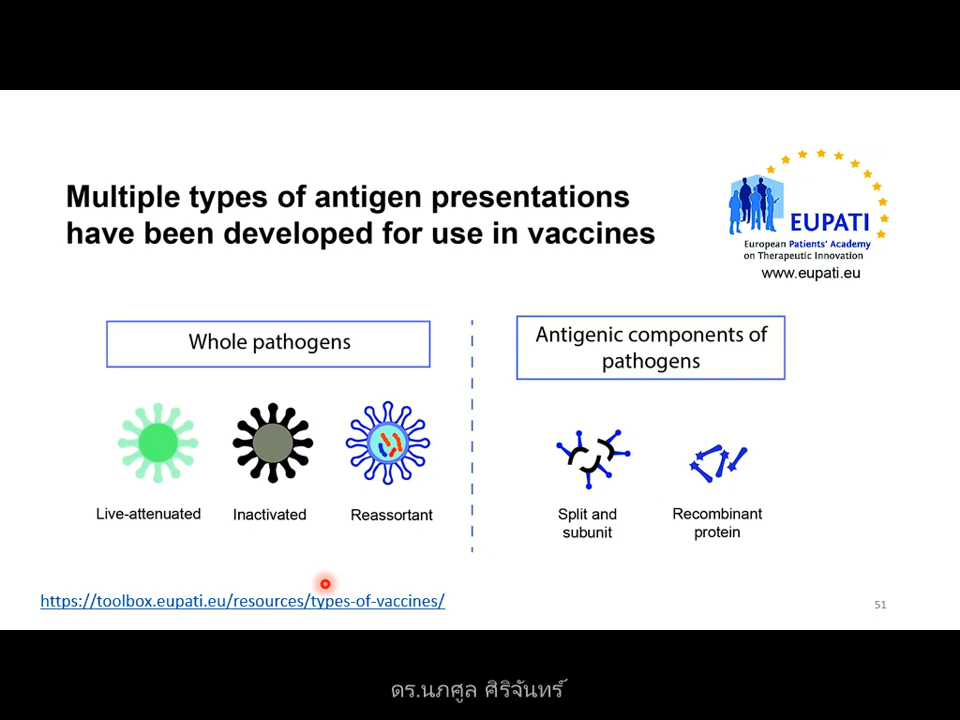 Multiple types of antigen presentations
have been developed for use in vaccines
EUPATI
European Patients' Academy
on Therapeutic Innovation
www.eupati.eu
Whole pathogens
Antigenic components of
pathogens
Live-attenuated
Inactivated
Reassortant
Split and
subunit
Recombinant
protein
https://toolbox.eupati.eu/resources/types-of-vaccines/
51
ดร.นภศูล ศิริจันทร์